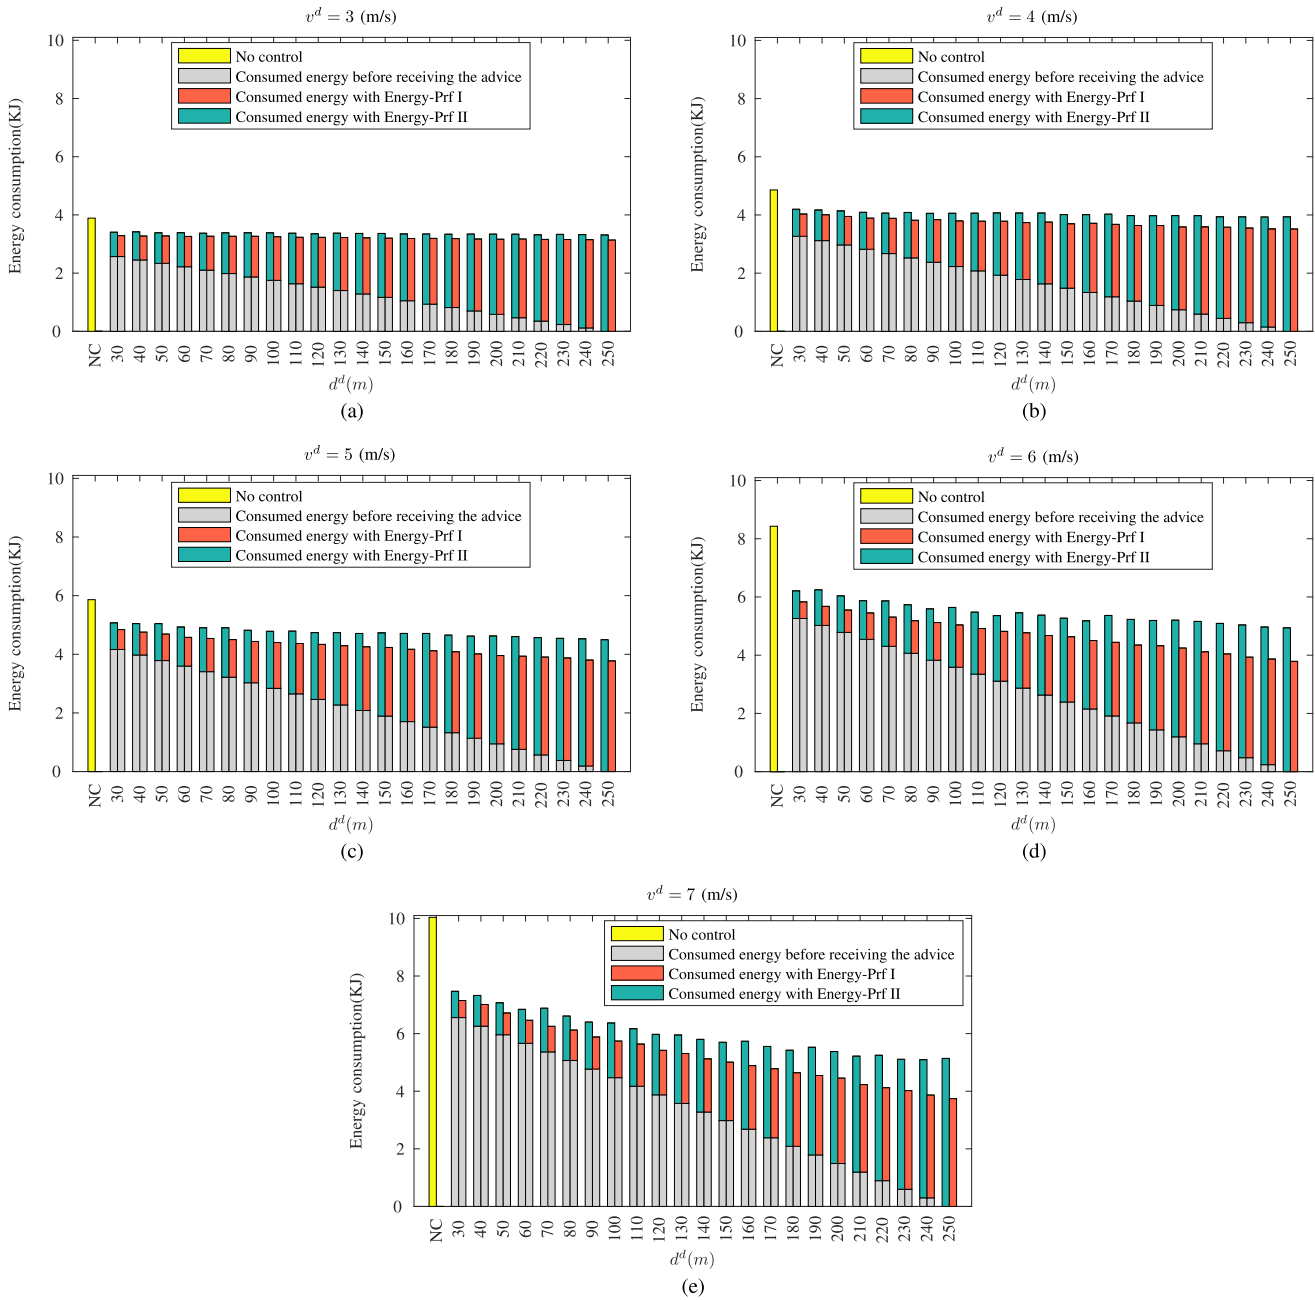 v^d = 3 (m/s)
Energy consumption(KJ)
10
8
6
4
2
0
No control
Consumed energy before receiving the advice
Consumed energy with Energy-Prf I
Consumed energy with Energy-Prf II
NC 30 40 50 60 70 80 90 100 110 120 130 140 150 160 170 180 190 200 210 220 230 240 250
d^d(m)
(a)
v^d = 4 (m/s)
Energy consumption(KJ)
10
8
6
4
2
0
No control
Consumed energy before receiving the advice
Consumed energy with Energy-Prf I
Consumed energy with Energy-Prf II
NC 30 40 50 60 70 80 90 100 110 120 130 140 150 160 170 180 190 200 210 220 230 240 250
d^d(m)
(b)
v^d = 5 (m/s)
Energy consumption(KJ)
10
8
6
4
2
0
No control
Consumed energy before receiving the advice
Consumed energy with Energy-Prf I
Consumed energy with Energy-Prf II
NC 30 40 50 60 70 80 90 100 110 120 130 140 150 160 170 180 190 200 210 220 230 240 250
d^d(m)
(c)
v^d = 6 (m/s)
Energy consumption(KJ)
10
8
6
4
2
0
No control
Consumed energy before receiving the advice
Consumed energy with Energy-Prf I
Consumed energy with Energy-Prf II
NC 30 40 50 60 70 80 90 100 110 120 130 140 150 160 170 180 190 200 210 220 230 240 250
d^d(m)
(d)
v^d = 7 (m/s)
Energy consumption(KJ)
10
8
6
4
2
0
No control
Consumed energy before receiving the advice
Consumed energy with Energy-Prf I
Consumed energy with Energy-Prf II
NC 30 40 50 60 70 80 90 100 110 120 130 140 150 160 170 180 190 200 210 220 230 240 250
d^d(m)
(e)